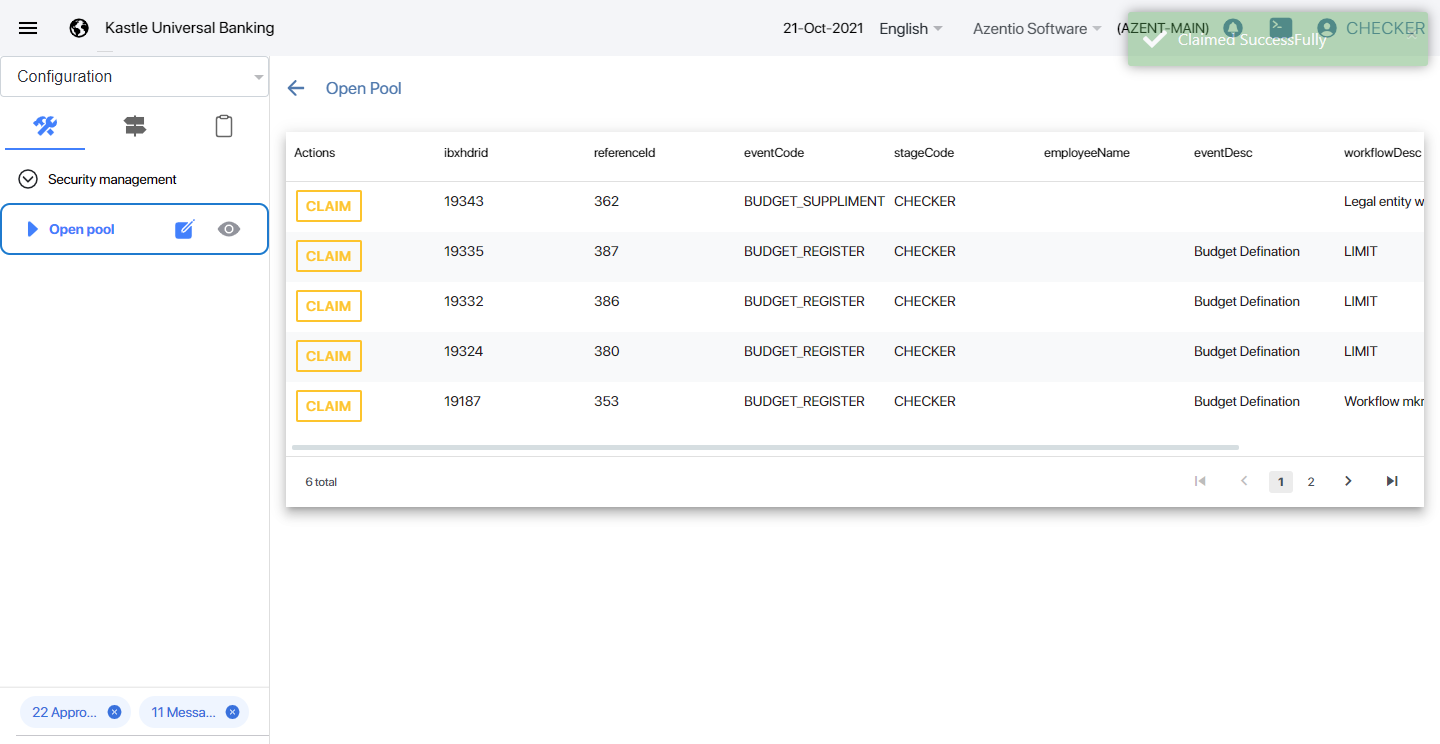 Kastle Universal Banking 21-Oct-2021 English Azentio Software (AZENT-MAIN) CHECKER
Claimed SuccessFully
Configuration
Open Pool
Security management
Open pool
Actions ibxhdrid referenceId eventCode stageCode employeeName eventDesc workflowDesc
CLAIM 19343 362 BUDGET_SUPPLIMENT CHECKER Legal entity w
CLAIM 19335 387 BUDGET_REGISTER CHECKER Budget Defination LIMIT
CLAIM 19332 386 BUDGET_REGISTER CHECKER Budget Defination LIMIT
CLAIM 19324 380 BUDGET_REGISTER CHECKER Budget Defination LIMIT
CLAIM 19187 353 BUDGET_REGISTER CHECKER Budget Defination Workflow mkr
6 total 1 2
22 Appro... 11 Messa...